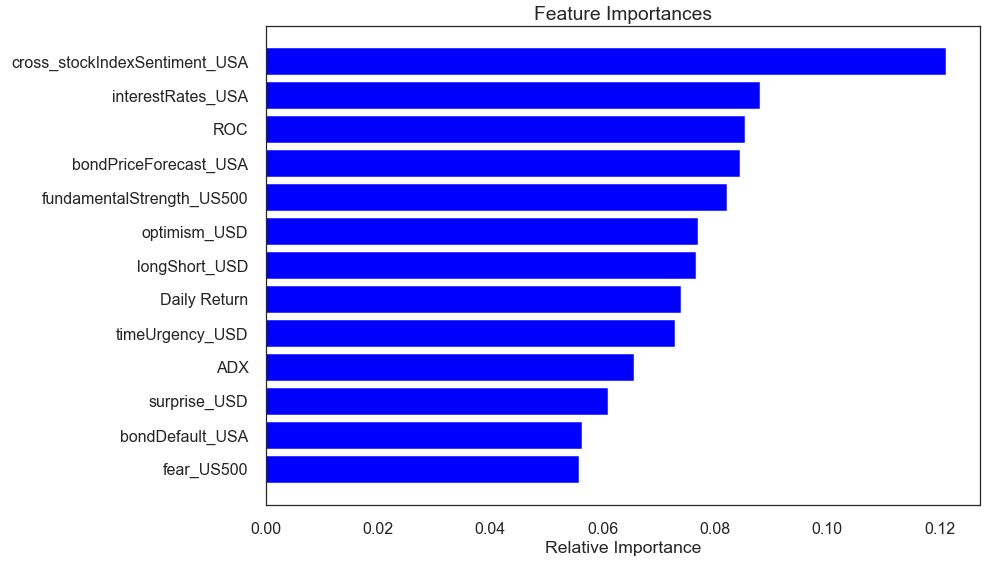 Feature Importances
cross_stockIndexSentiment_USA
interestRates_USA
ROC
bondPriceForecast_USA
fundamentalStrength_US500
optimism_USD
longShort_USD
Daily Return
timeUrgency_USD
ADX
surprise_USD
bondDefault_USA
fear_US500
0.00 0.02 0.04 0.06 0.08 0.10 0.12
Relative Importance